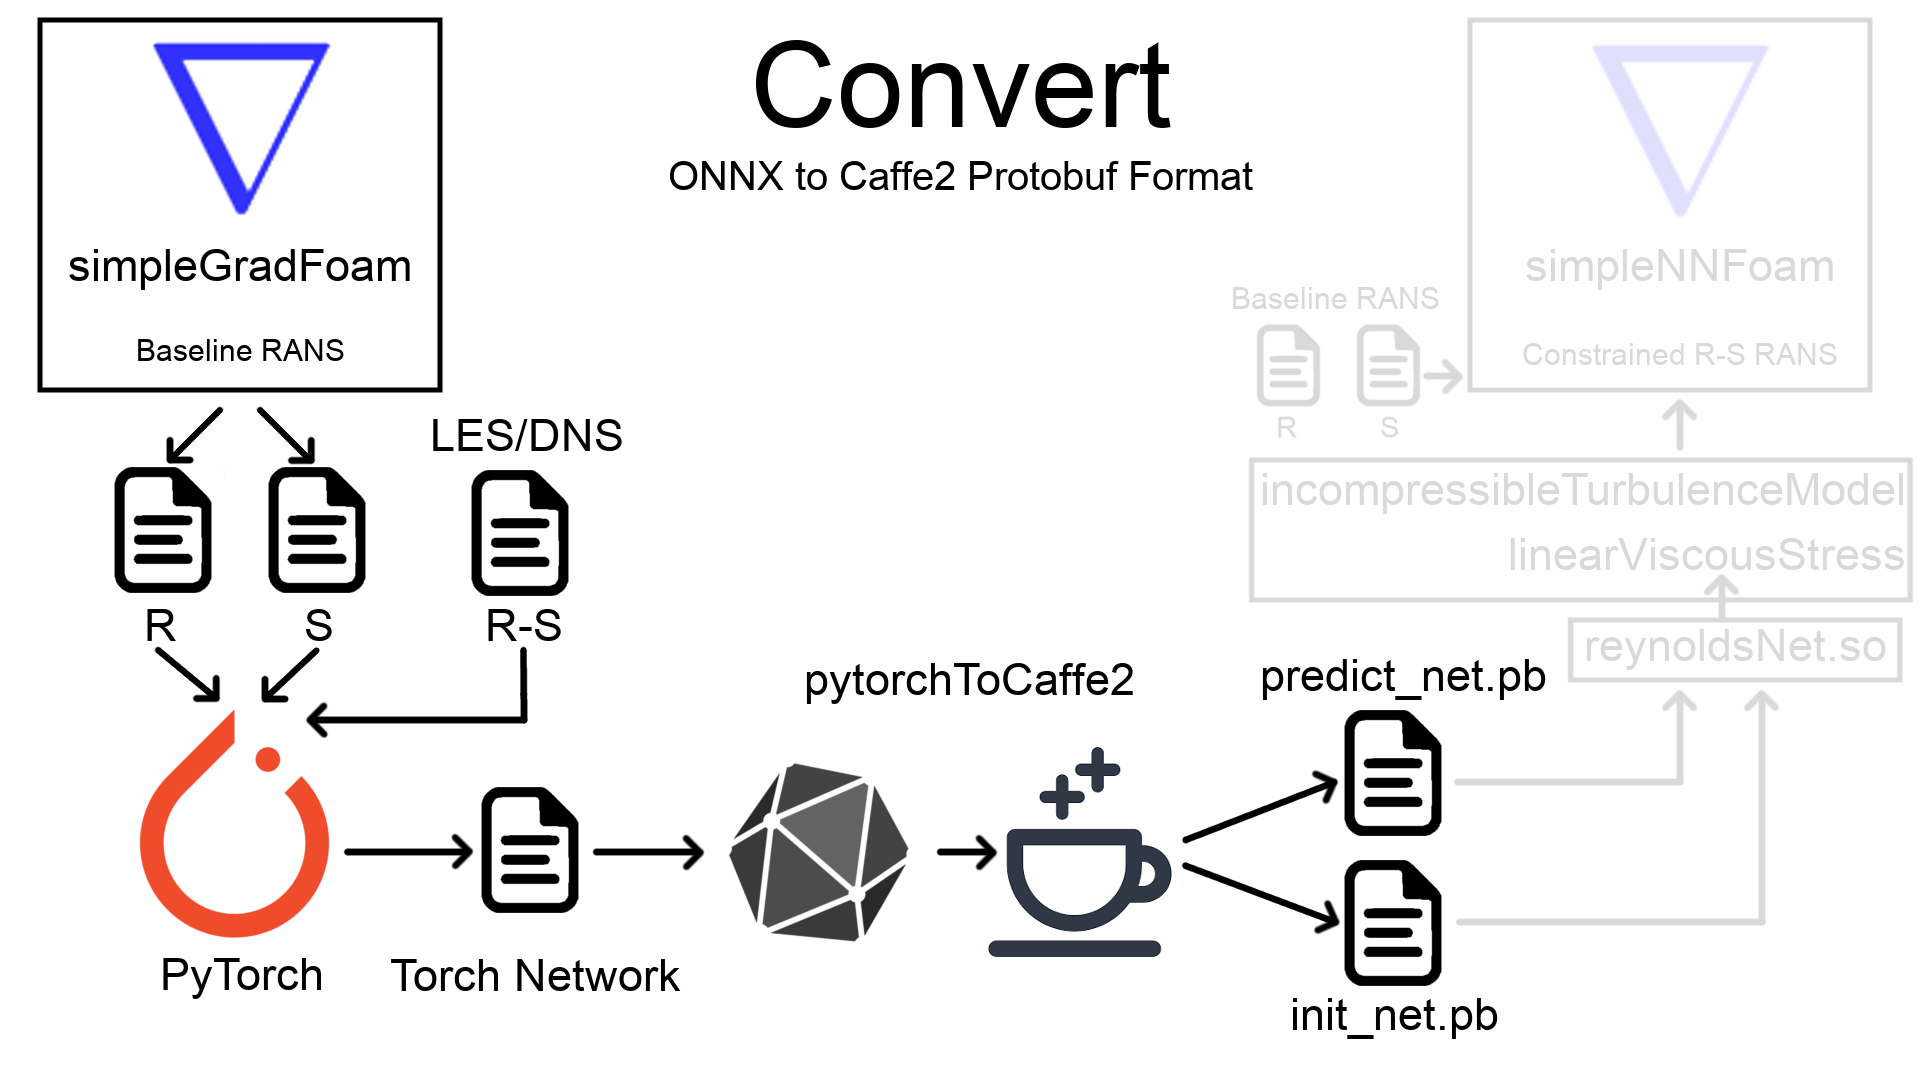 Convert
ONNX to Caffe2 Protobuf Format
simpleGradFoam
Baseline RANS
LES/DNS
R
S
R-S
PyTorch
Torch Network
pytorchToCaffe2
predict_net.pb
init_net.pb
simpleNNFoam
Constrained R-S RANS
Baseline RANS
R
S
incompressibleTurbulenceModel
linearViscousStress
reynoldsNet.so